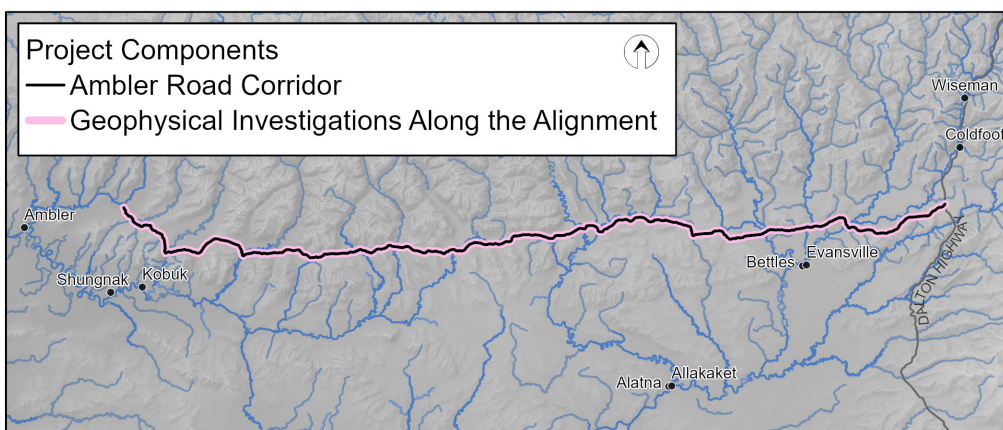 Project Components
Ambler Road Corridor
Geophysical Investigations Along the Alignment
Wiseman
Coldfoot
Ambler
DALTON HIGHWAY
Evansville
Bettles
Kobuk
Shungnak
Allakaket
Alatna